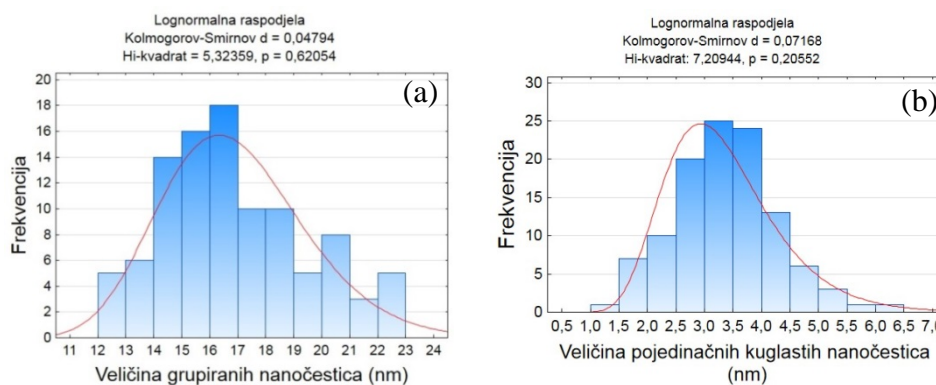 Lognormalna raspodjela
Kolmogorov-Smirnov d = 0,04794
Hi-kvadrat = 5,32359, p = 0,62054
(a)
Frekvencija
20
18
16
14
12
10
8
6
4
2
0
11 12 13 14 15 16 17 18 19 20 21 22 23 24
Veličina grupiranih nanočestica (nm)
Lognormalna raspodjela
Kolmogorov-Smirnov d = 0,07168
Hi-kvadrat: 7,20944, p = 0,20552
(b)
Frekvencija
30
25
20
15
10
5
0
0,5 1,0 1,5 2,0 2,5 3,0 3,5 4,0 4,5 5,0 5,5 6,0 6,5 7,0
Veličina pojedinačnih kuglastih nanočestica
(nm)